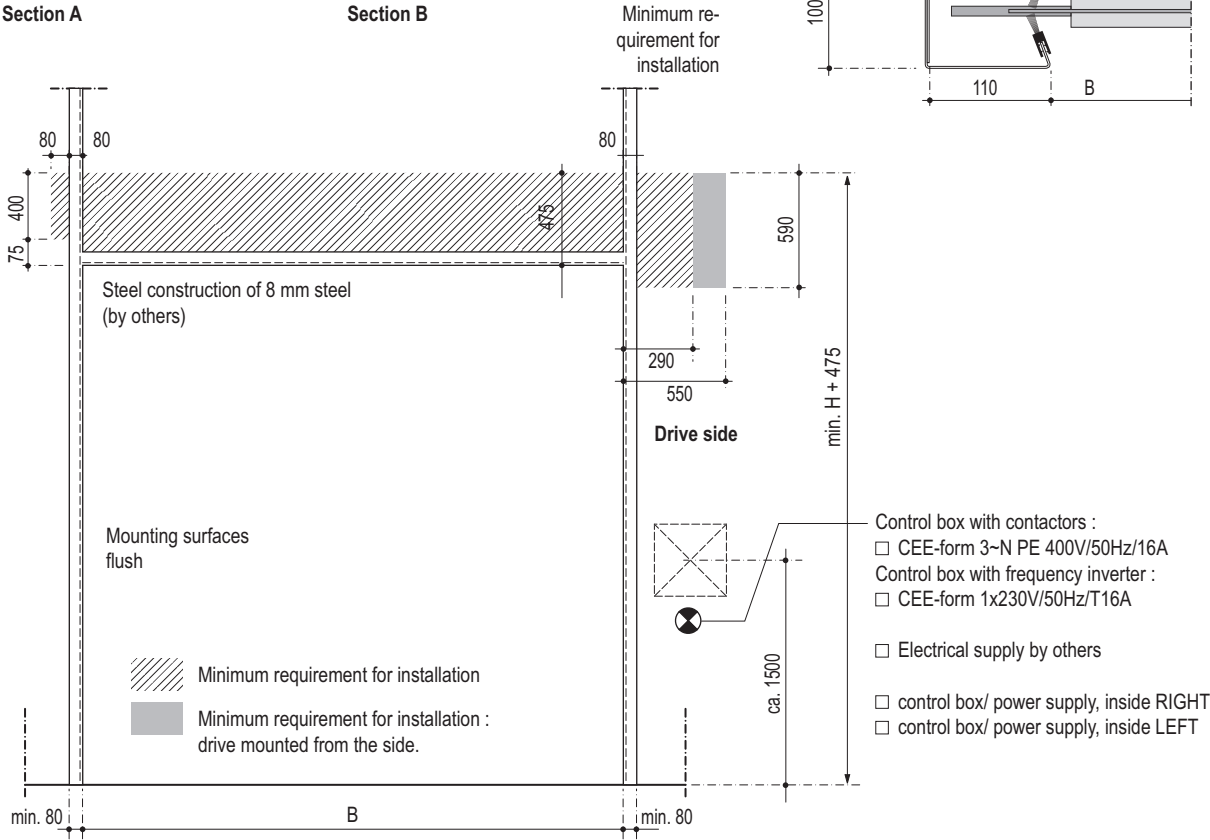 Section A
Section B
Minimum re-
quirement for
installation
100
110
B
80
80
80
400
75
475
590
Steel construction of 8 mm steel
(by others)
290
550
min. H + 475
Drive side
Mounting surfaces
flush
Control box with contactors :
□ CEE-form 3~N PE 400V/50Hz/16A
Control box with frequency inverter :
□ CEE-form 1x230V/50Hz/T16A
□ Electrical supply by others
□ control box/ power supply, inside RIGHT
□ control box/ power supply, inside LEFT
ca. 1500
Minimum requirement for installation
Minimum requirement for installation :
drive mounted from the side.
min. 80
B
min. 80